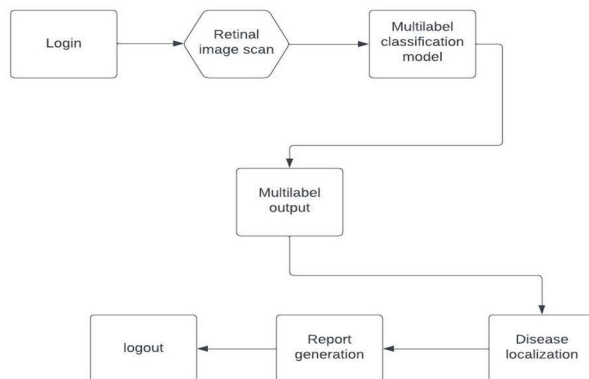 Login
Retinal
image scan
Multilabel
classification
model
Multilabel
output
Disease
localization
Report
generation
logout